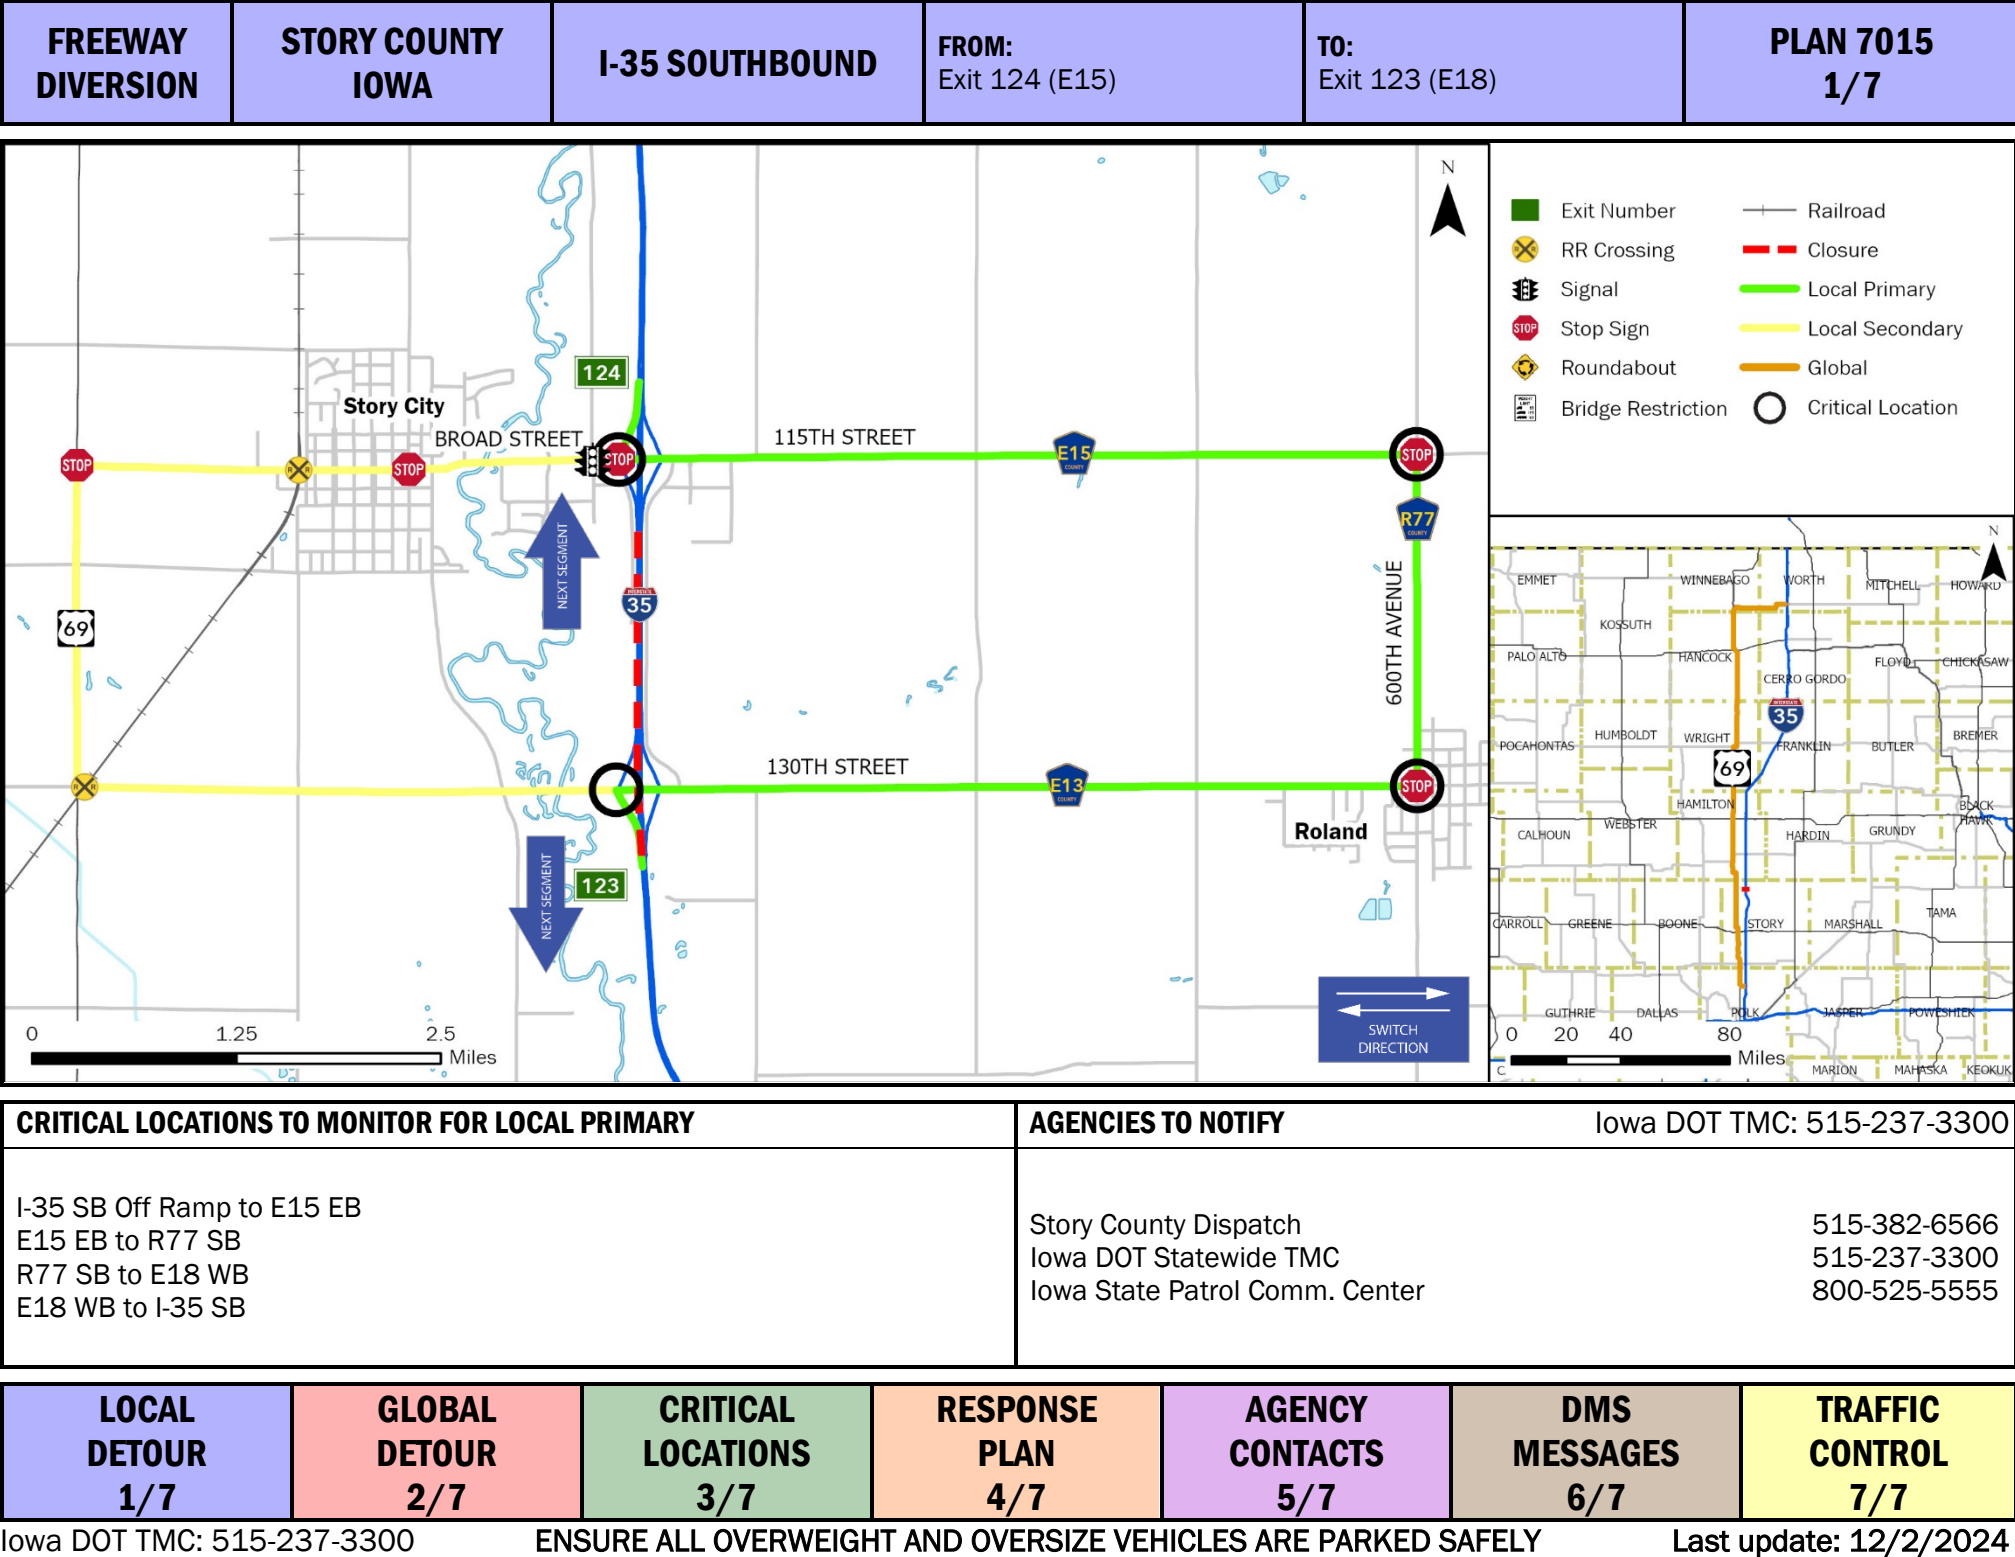 FREEWAY
DIVERSION
STORY COUNTY
IOWA
I-35 SOUTHBOUND
FROM:
Exit 124 (E15)
TO:
Exit 123 (E18)
PLAN 7015
1/7
N
124
Story City
BROAD STREET
115TH STREET
STOP
STOP
STOP
STOP
E15
COUNTY
R77
COUNTY
NEXT SEGMENT
INTERSTATE
35
69
600TH AVENUE
130TH STREET
E13
COUNTY
STOP
Roland
NEXT SEGMENT
123
0 1.25 2.5
Miles
SWITCH
DIRECTION
Exit Number
RR Crossing
Signal
STOP Stop Sign
Roundabout
Bridge Restriction
Railroad
Closure
Local Primary
Local Secondary
Global
Critical Location
N
EMMET
WINNEBAGO
WORTH
MITCHELL
HOWARD
KOSSUTH
PALO ALTO
HANCOCK
FLOYD
CHICKASAW
CERRO GORDO
INTERSTATE
35
POCAHONTAS
HUMBOLDT
WRIGHT
FRANKLIN
BUTLER
BREMER
69
HAMILTON
CALHOUN
WEBSTER
HARDIN
GRUNDY
BLACK
HAWK
CARROLL
GREENE
BOONE
STORY
MARSHALL
TAMA
GUTHRIE
DALLAS
POLK
JASPER
POWESHIEK
0 20 40 80
Miles
C
MARION
MAHASKA
KEOKUK
CRITICAL LOCATIONS TO MONITOR FOR LOCAL PRIMARY
I-35 SB Off Ramp to E15 EB
E15 EB to R77 SB
R77 SB to E18 WB
E18 WB to I-35 SB
AGENCIES TO NOTIFY Iowa DOT TMC: 515-237-3300
Story County Dispatch 515-382-6566
Iowa DOT Statewide TMC 515-237-3300
Iowa State Patrol Comm. Center 800-525-5555
LOCAL
DETOUR
1/7
GLOBAL
DETOUR
2/7
CRITICAL
LOCATIONS
3/7
RESPONSE
PLAN
4/7
AGENCY
CONTACTS
5/7
DMS
MESSAGES
6/7
TRAFFIC
CONTROL
7/7
Iowa DOT TMC: 515-237-3300 ENSURE ALL OVERWEIGHT AND OVERSIZE VEHICLES ARE PARKED SAFELY Last update: 12/2/2024